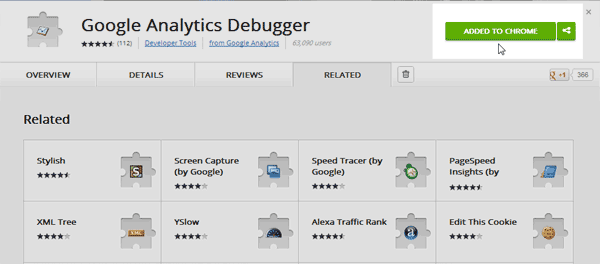 Google Analytics Debugger
(112) Developer Tools from Google Analytics 63,090 users
ADDED TO CHROME
OVERVIEW DETAILS REVIEWS RELATED
+1 366
Related
Stylish
Screen Capture
(by Google)
Speed Tracer (by
Google)
PageSpeed
Insights (by
XML Tree
XML
YSlow
Alexa Traffic Rank
a
Edit This Cookie
S